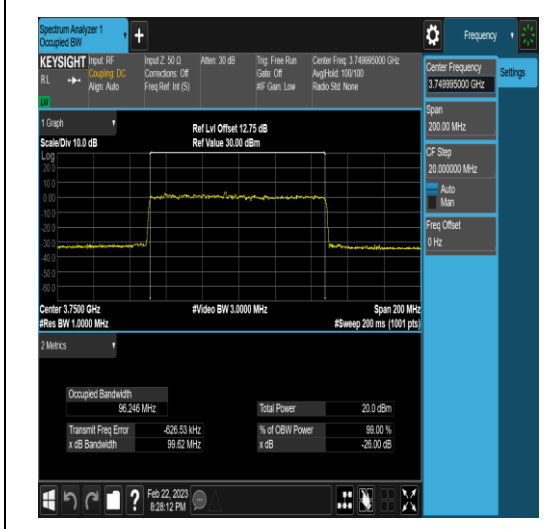 Spectrum Analyzer 1
Occupied BW
+
Frequency
KEYSIGHT Input: RF Input Z: 50 Ω Atten: 30 dB Trig: Free Run Center Freq: 3.749995000 GHz
RL Coupling: DC Corrections: Off Gate: Off Avg|Hold: 100/100
Align: Auto Freq Ref: Int (S) #IF Gain: Low Radio Std: None
Center Frequency
3.749995000 GHz
Settings
Span
200.00 MHz
CF Step
20.000000 MHz
Auto
Man
Freq Offset
0 Hz
1 Graph
Ref Lvl Offset 12.75 dB
Scale/Div 10.0 dB Ref Value 30.00 dBm
Log
20.0
10.0
0.00
-10.0
-20.0
-30.0
-40.0
-50.0
-60.0
Center 3.7500 GHz #Video BW 3.0000 MHz Span 200 MHz
#Res BW 1.0000 MHz #Sweep 200 ms (1001 pts)
2 Metrics
Occupied Bandwidth
96.246 MHz Total Power 20.0 dBm
Transmit Freq Error -626.53 kHz % of OBW Power 99.00 %
x dB Bandwidth 99.62 MHz x dB -26.00 dB
? Feb 22, 2023
8:28:12 PM